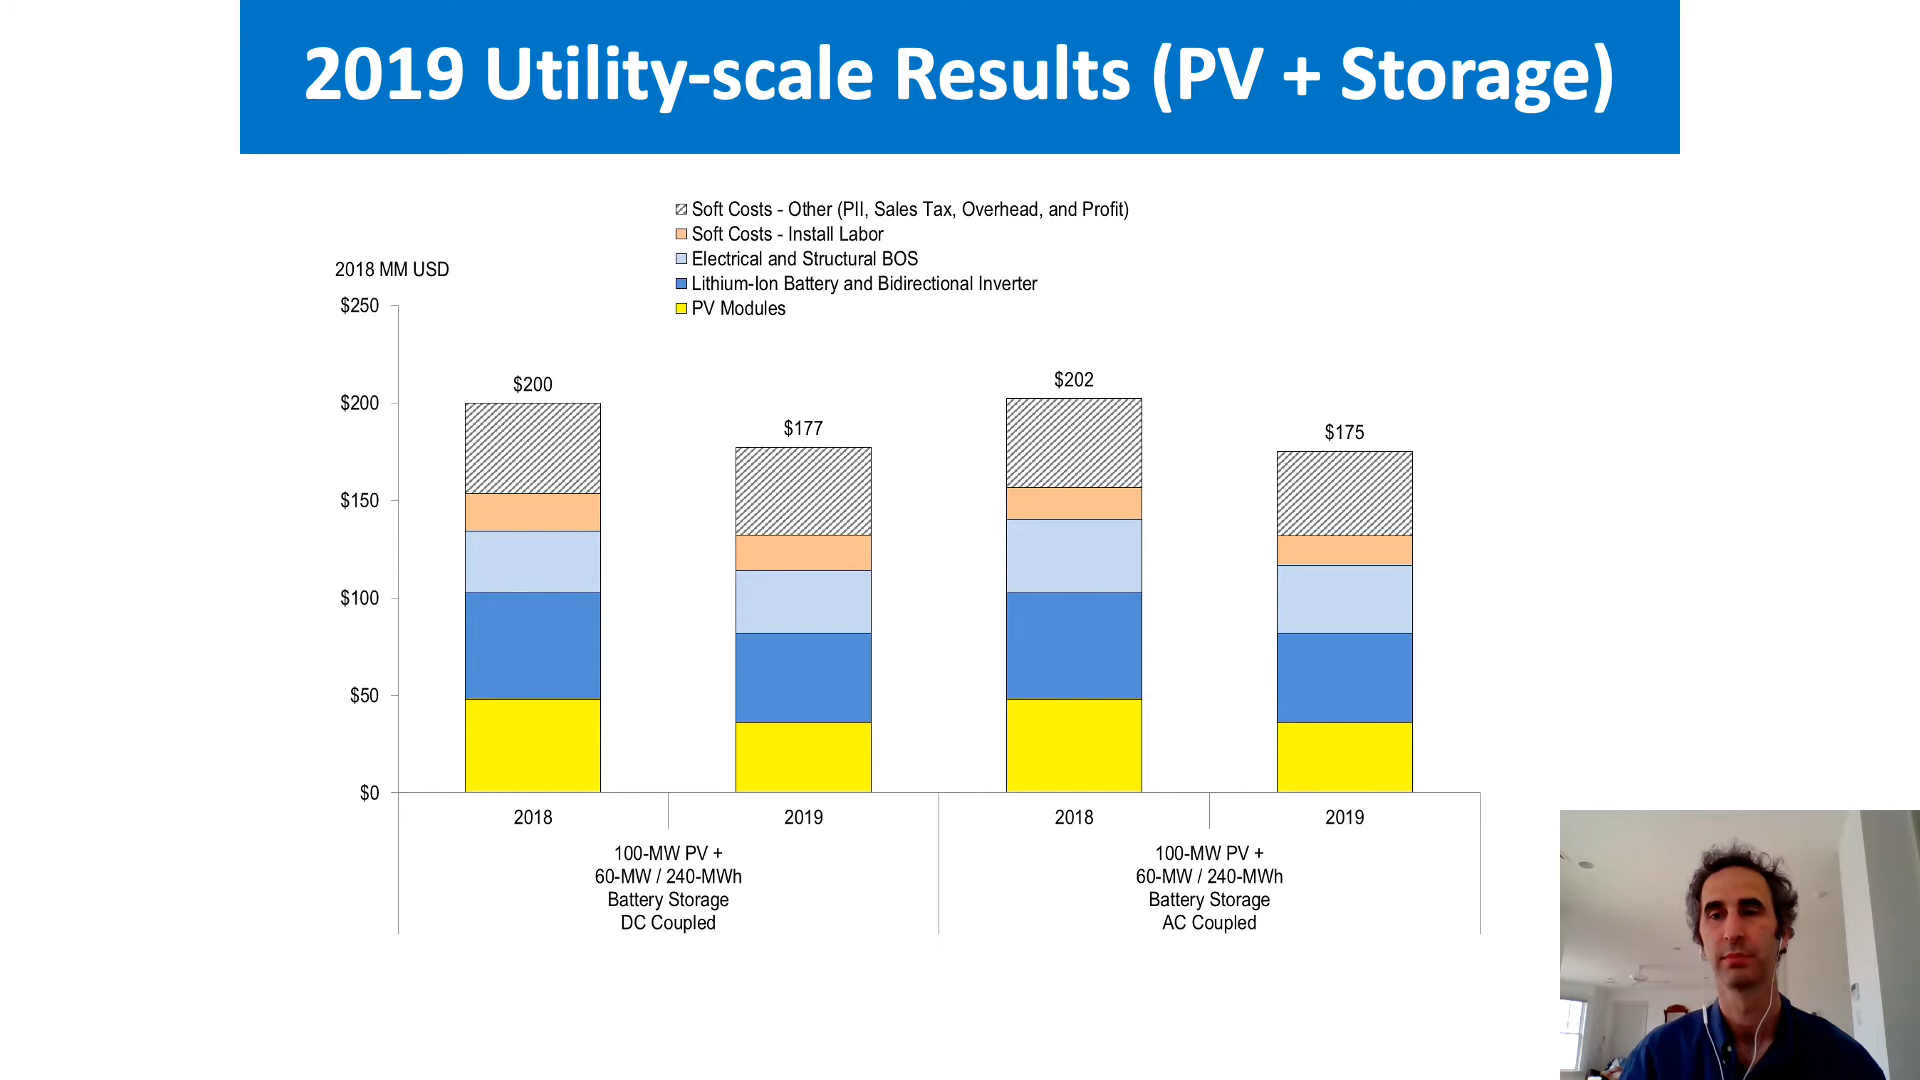 2019 Utility-scale Results (PV + Storage)
Soft Costs - Other (PII, Sales Tax, Overhead, and Profit)
Soft Costs - Install Labor
Electrical and Structural BOS
Lithium-Ion Battery and Bidirectional Inverter
PV Modules
2018 MM USD
$250
$200
$150
$100
$50
$0
$200
$177
$202
$175
2018
2019
2018
2019
100-MW PV +
60-MW / 240-MWh
Battery Storage
DC Coupled
100-MW PV +
60-MW / 240-MWh
Battery Storage
AC Coupled